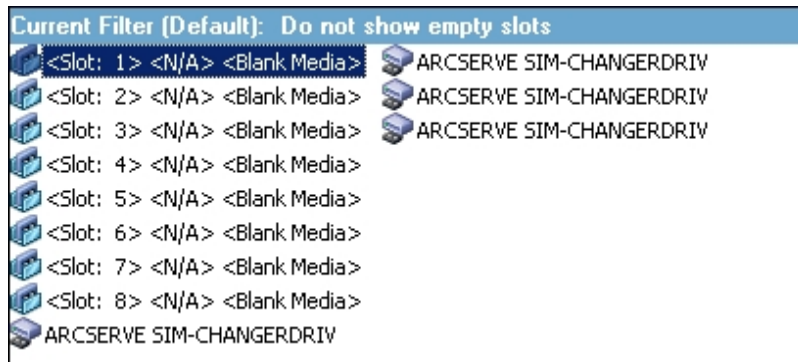 Current Filter (Default): Do not show empty slots
<Slot: 1> <N/A> <Blank Media>
<Slot: 2> <N/A> <Blank Media>
<Slot: 3> <N/A> <Blank Media>
<Slot: 4> <N/A> <Blank Media>
<Slot: 5> <N/A> <Blank Media>
<Slot: 6> <N/A> <Blank Media>
<Slot: 7> <N/A> <Blank Media>
<Slot: 8> <N/A> <Blank Media>
ARCSERVE SIM-CHANGERDRIV
ARCSERVE SIM-CHANGERDRIV
ARCSERVE SIM-CHANGERDRIV
ARCSERVE SIM-CHANGERDRIV